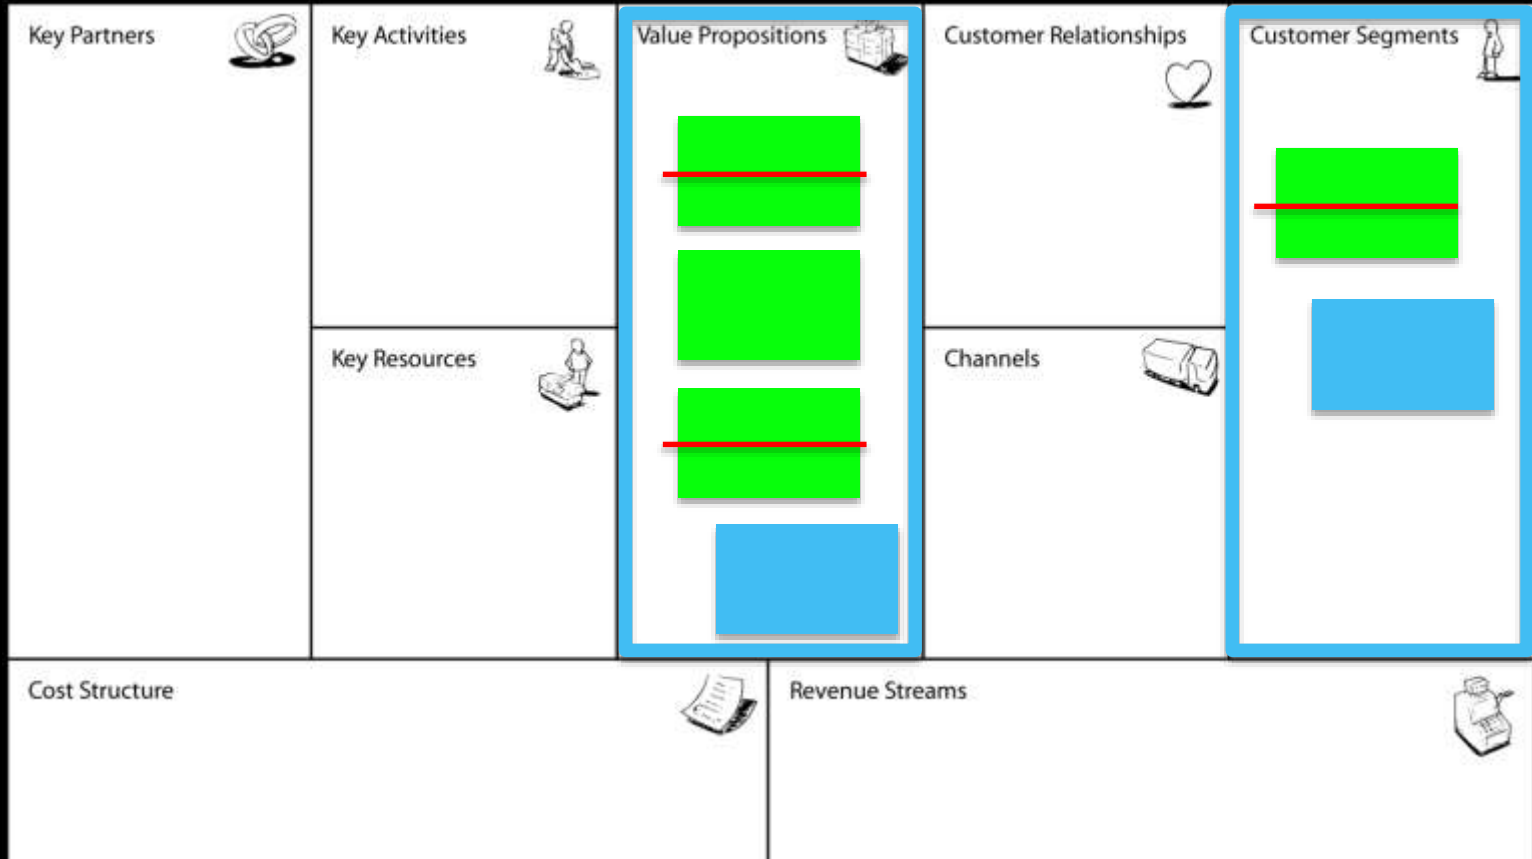 Key Partners
Key Activities
Value Propositions
Customer Relationships
Customer Segments
Key Resources
Channels
Cost Structure
Revenue Streams